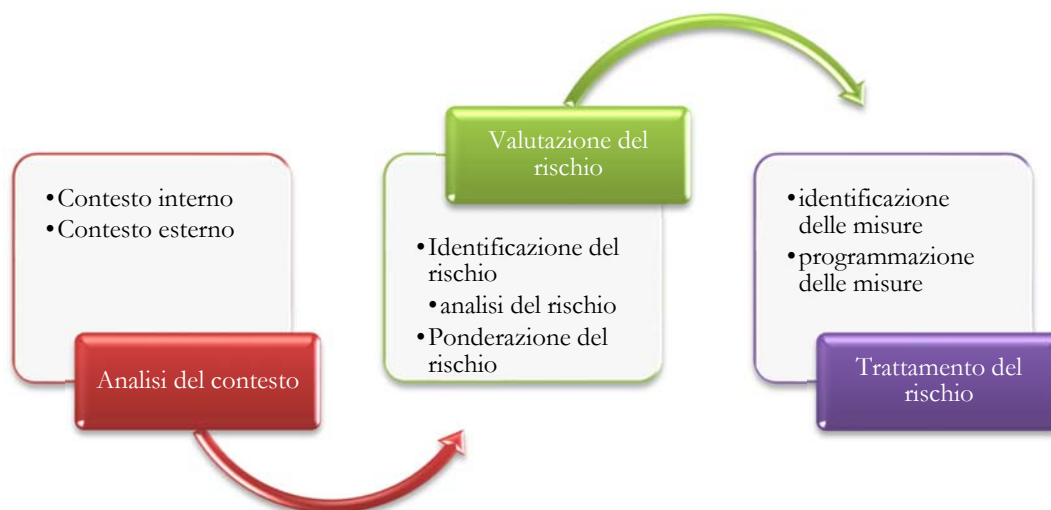 •Contesto interno
•Contesto esterno
Analisi del contesto
Valutazione del
rischio
•Identificazione del
rischio
•analisi del rischio
•Ponderazione del
rischio
•identificazione
delle misure
•programmazione
delle misure
Trattamento del
rischio